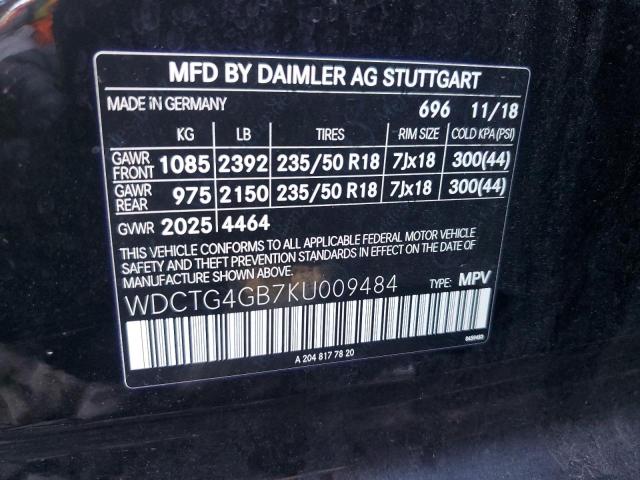 MFD BY DAIMLER AG STUTTGART
MADE IN GERMANY 696 11/18
KG LB TIRES RIM SIZE COLD KPA(PSI)
GAWR FRONT 1085 2392 235/50 R18 7Jx18 300(44)
GAWR REAR 975 2150 235/50 R18 7Jx18 300(44)
GVWR 2025 4464
THIS VEHICLE CONFORMS TO ALL APPLICABLE FEDERAL MOTOR VEHICLE
SAFETY AND THEFT PREVENTION STANDARDS IN EFFECT ON DATE OF
MANUFACTURE.
WDCTG4GB7KU009484 TYPE: MPV
A 204 817 78 20